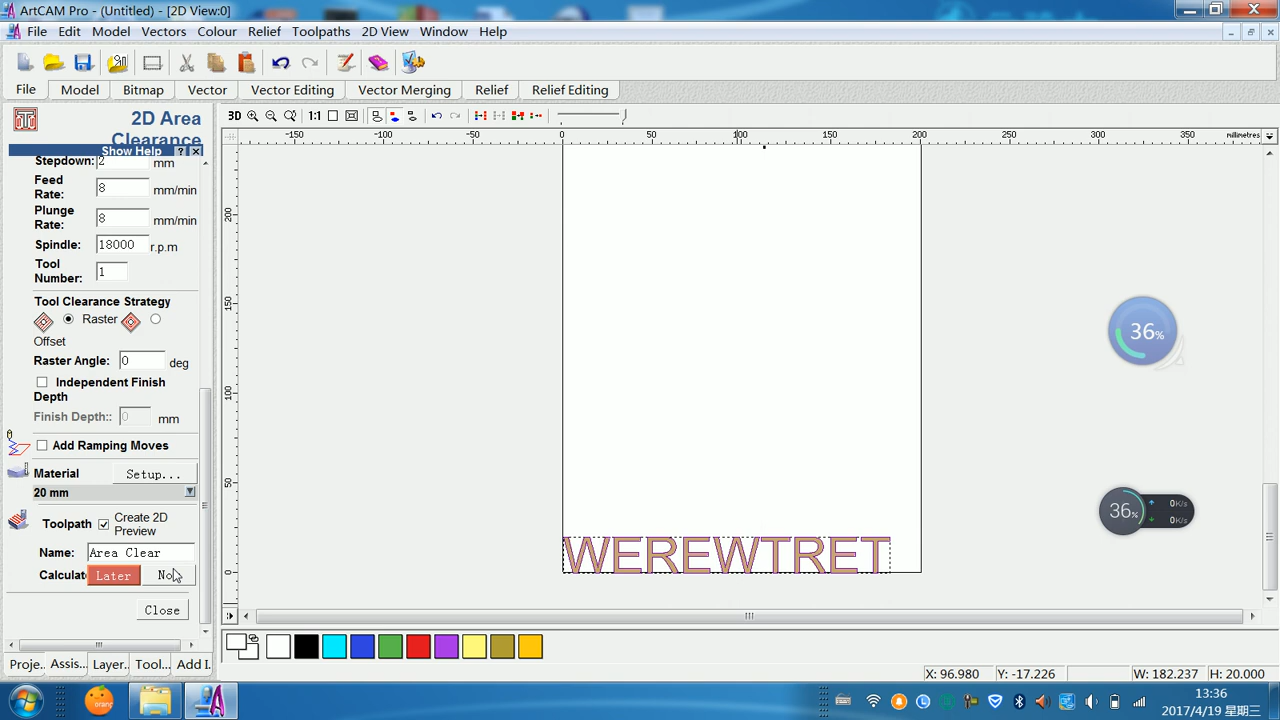 ArtCAM Pro - (Untitled) - [2D View:0]
File Edit Model Vectors Colour Relief Toolpaths 2D View Window Help
File Model Bitmap Vector Vector Editing Vector Merging Relief Relief Editing
2D Area
Clearance
Show Help ? ×
3D 1:1
-150 -100 -50 0 50 100 150 200 250 300 350 millimetres
200
150
100
50
0
Stepdown: 2 mm
Feed
Rate: 8 mm/min
Plunge
Rate: 8 mm/min
Spindle: 18000 r.p.m
Tool
Number: 1
Tool Clearance Strategy
Raster
Offset
Raster Angle: 0 deg
Independent Finish
Depth
Finish Depth:: 0 mm
Add Ramping Moves
Material Setup...
20 mm
Toolpath Create 2D
Preview
Name: Area Clear
Calculat Later
Close
36%
36% 0K/s
0K/s
WEREWTRET
Proje... Assis... Layer... Tool... Add I...
X: 96.980 Y: -17.226 W: 182.237 H: 20.000
13:36
2017/4/19 星期三